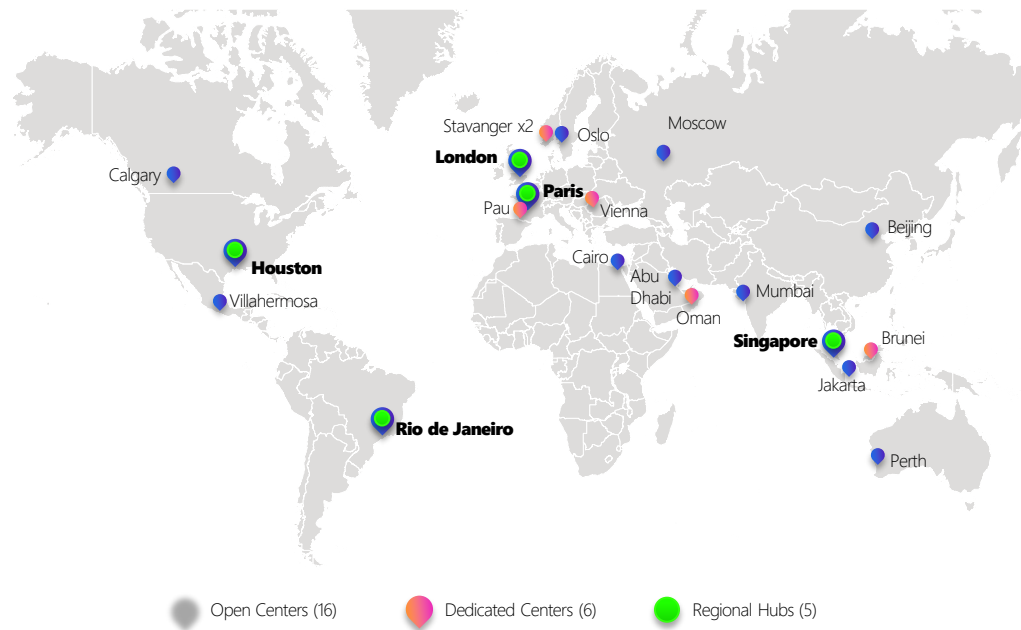 Stavanger x2
Oslo
Moscow
London
Calgary
Paris
Pau
Vienna
Beijing
Cairo
Houston
Abu
Dhabi
Mumbai
Villahermosa
Oman
Singapore
Brunei
Jakarta
Rio de Janeiro
Perth
Open Centers (16)
Dedicated Centers (6)
Regional Hubs (5)